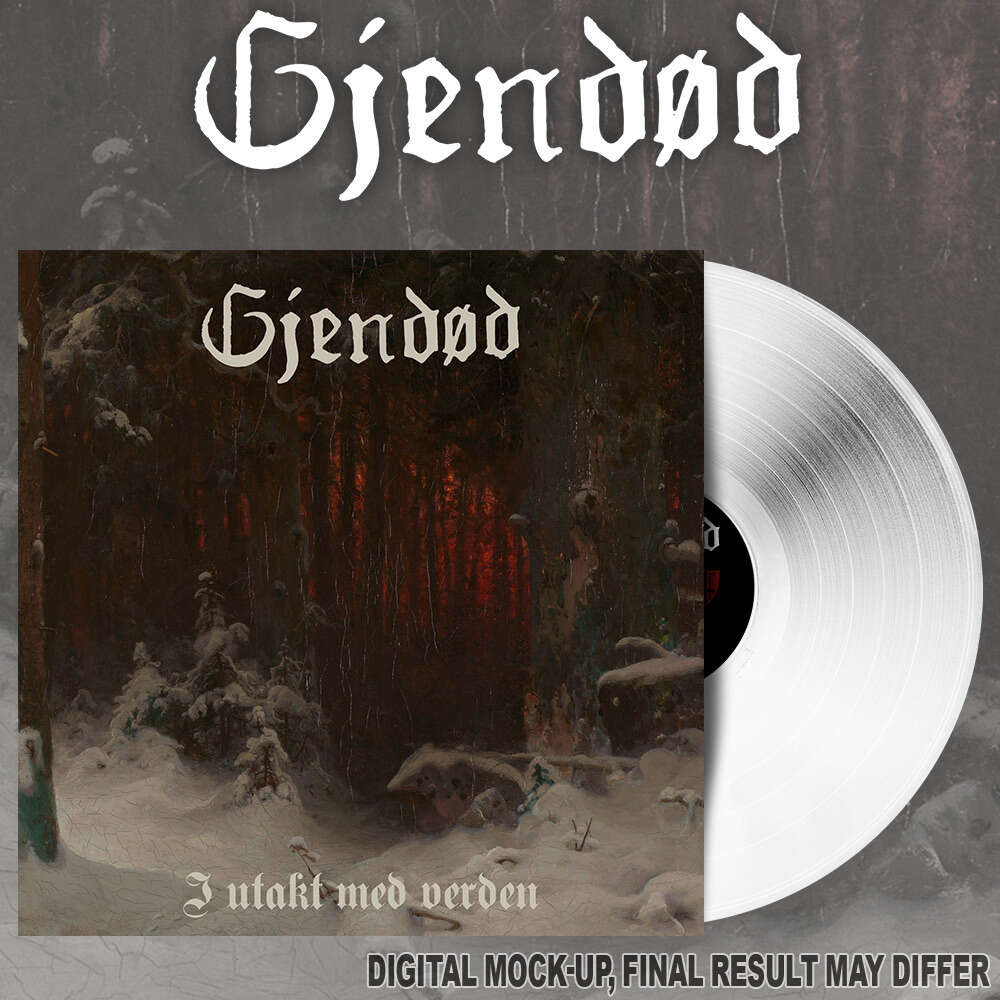 Gjendød
Gjendød
d
I utakt med verden
DIGITAL MOCK-UP, FINAL RESULT MAY DIFFER